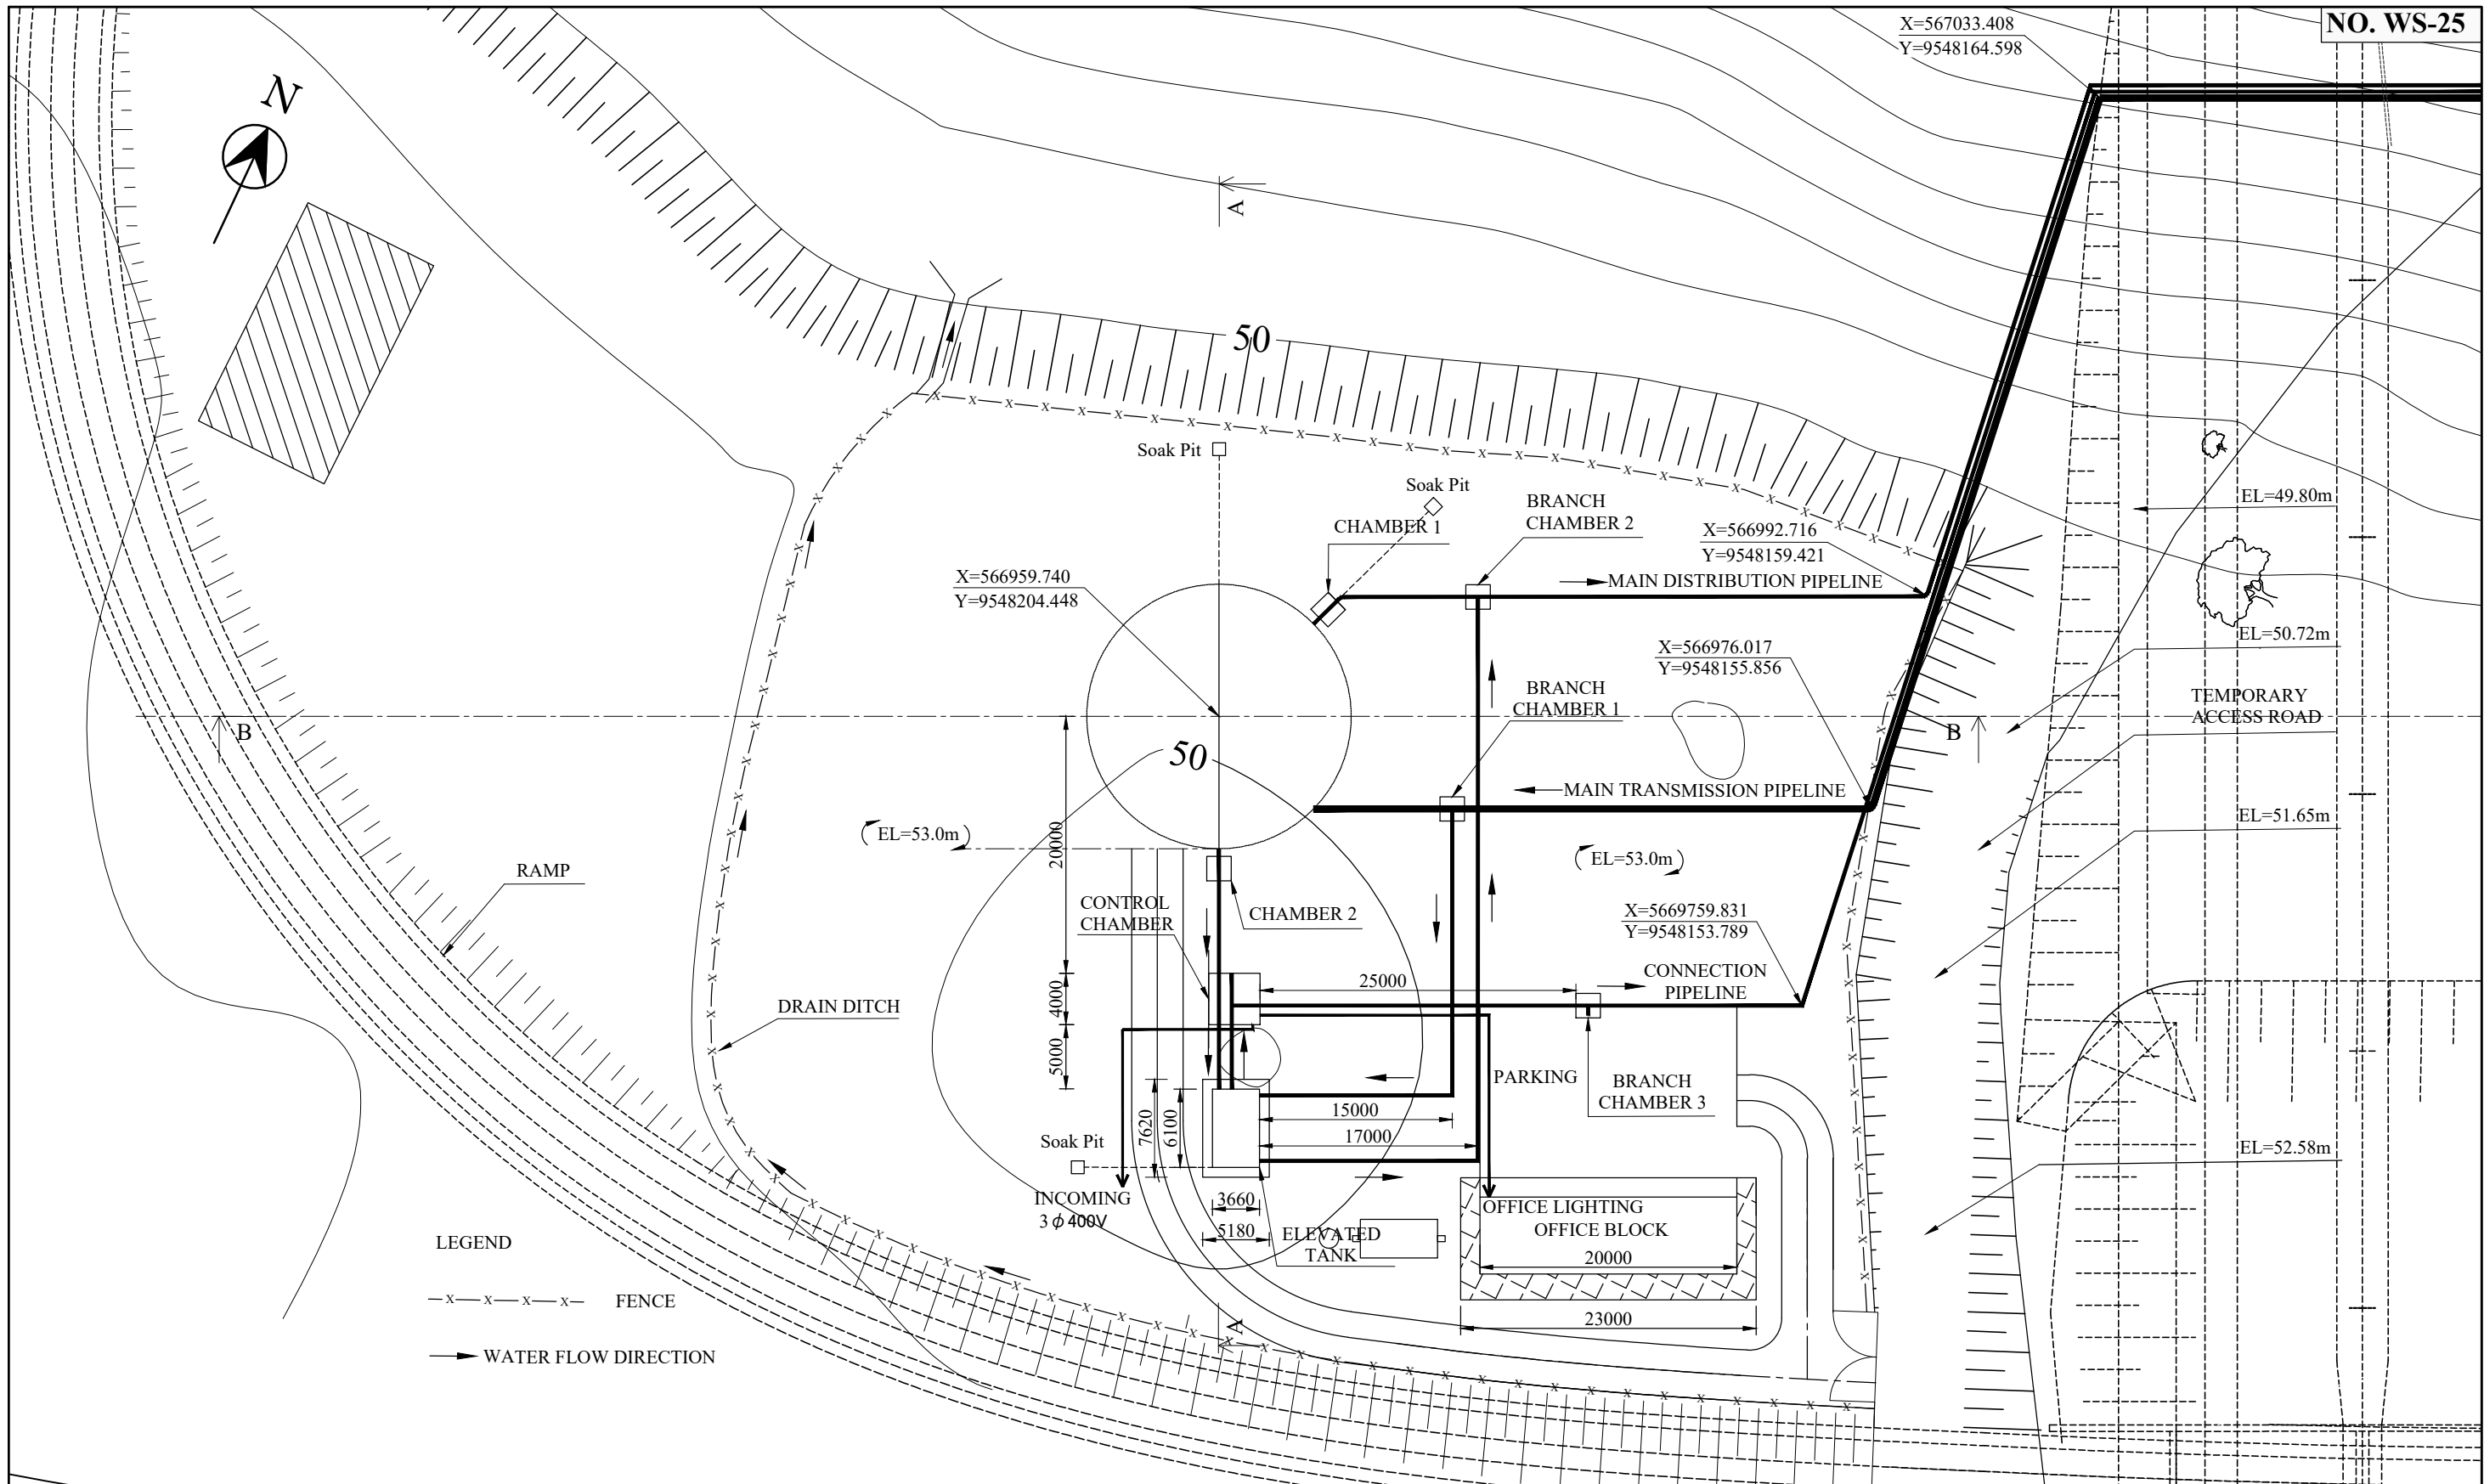 X=567033.408
Y=9548164.598
NO. WS-25
N
A
50
Soak Pit
Soak Pit
CHAMBER 1
BRANCH
CHAMBER 2
X=566992.716
Y=9548159.421
EL=49.80m
MAIN DISTRIBUTION PIPELINE
X=566959.740
Y=9548204.448
EL=50.72m
X=566976.017
Y=9548155.856
BRANCH
CHAMBER 1
TEMPORARY
ACCESS ROAD
B
B
50
MAIN TRANSMISSION PIPELINE
EL=51.65m
EL=53.0m
20000
EL=53.0m
RAMP
CONTROL
CHAMBER
CHAMBER 2
X=5669759.831
Y=9548153.789
CONNECTION
PIPELINE
25000
4000
DRAIN DITCH
5000
PARKING
BRANCH
CHAMBER 3
15000
17000
7620
6100
Soak Pit
EL=52.58m
INCOMING
3ϕ400V
3660
5180
ELEVATED
TANK
OFFICE LIGHTING
OFFICE BLOCK
20000
23000
A
LEGEND
x x x x FENCE
WATER FLOW DIRECTION